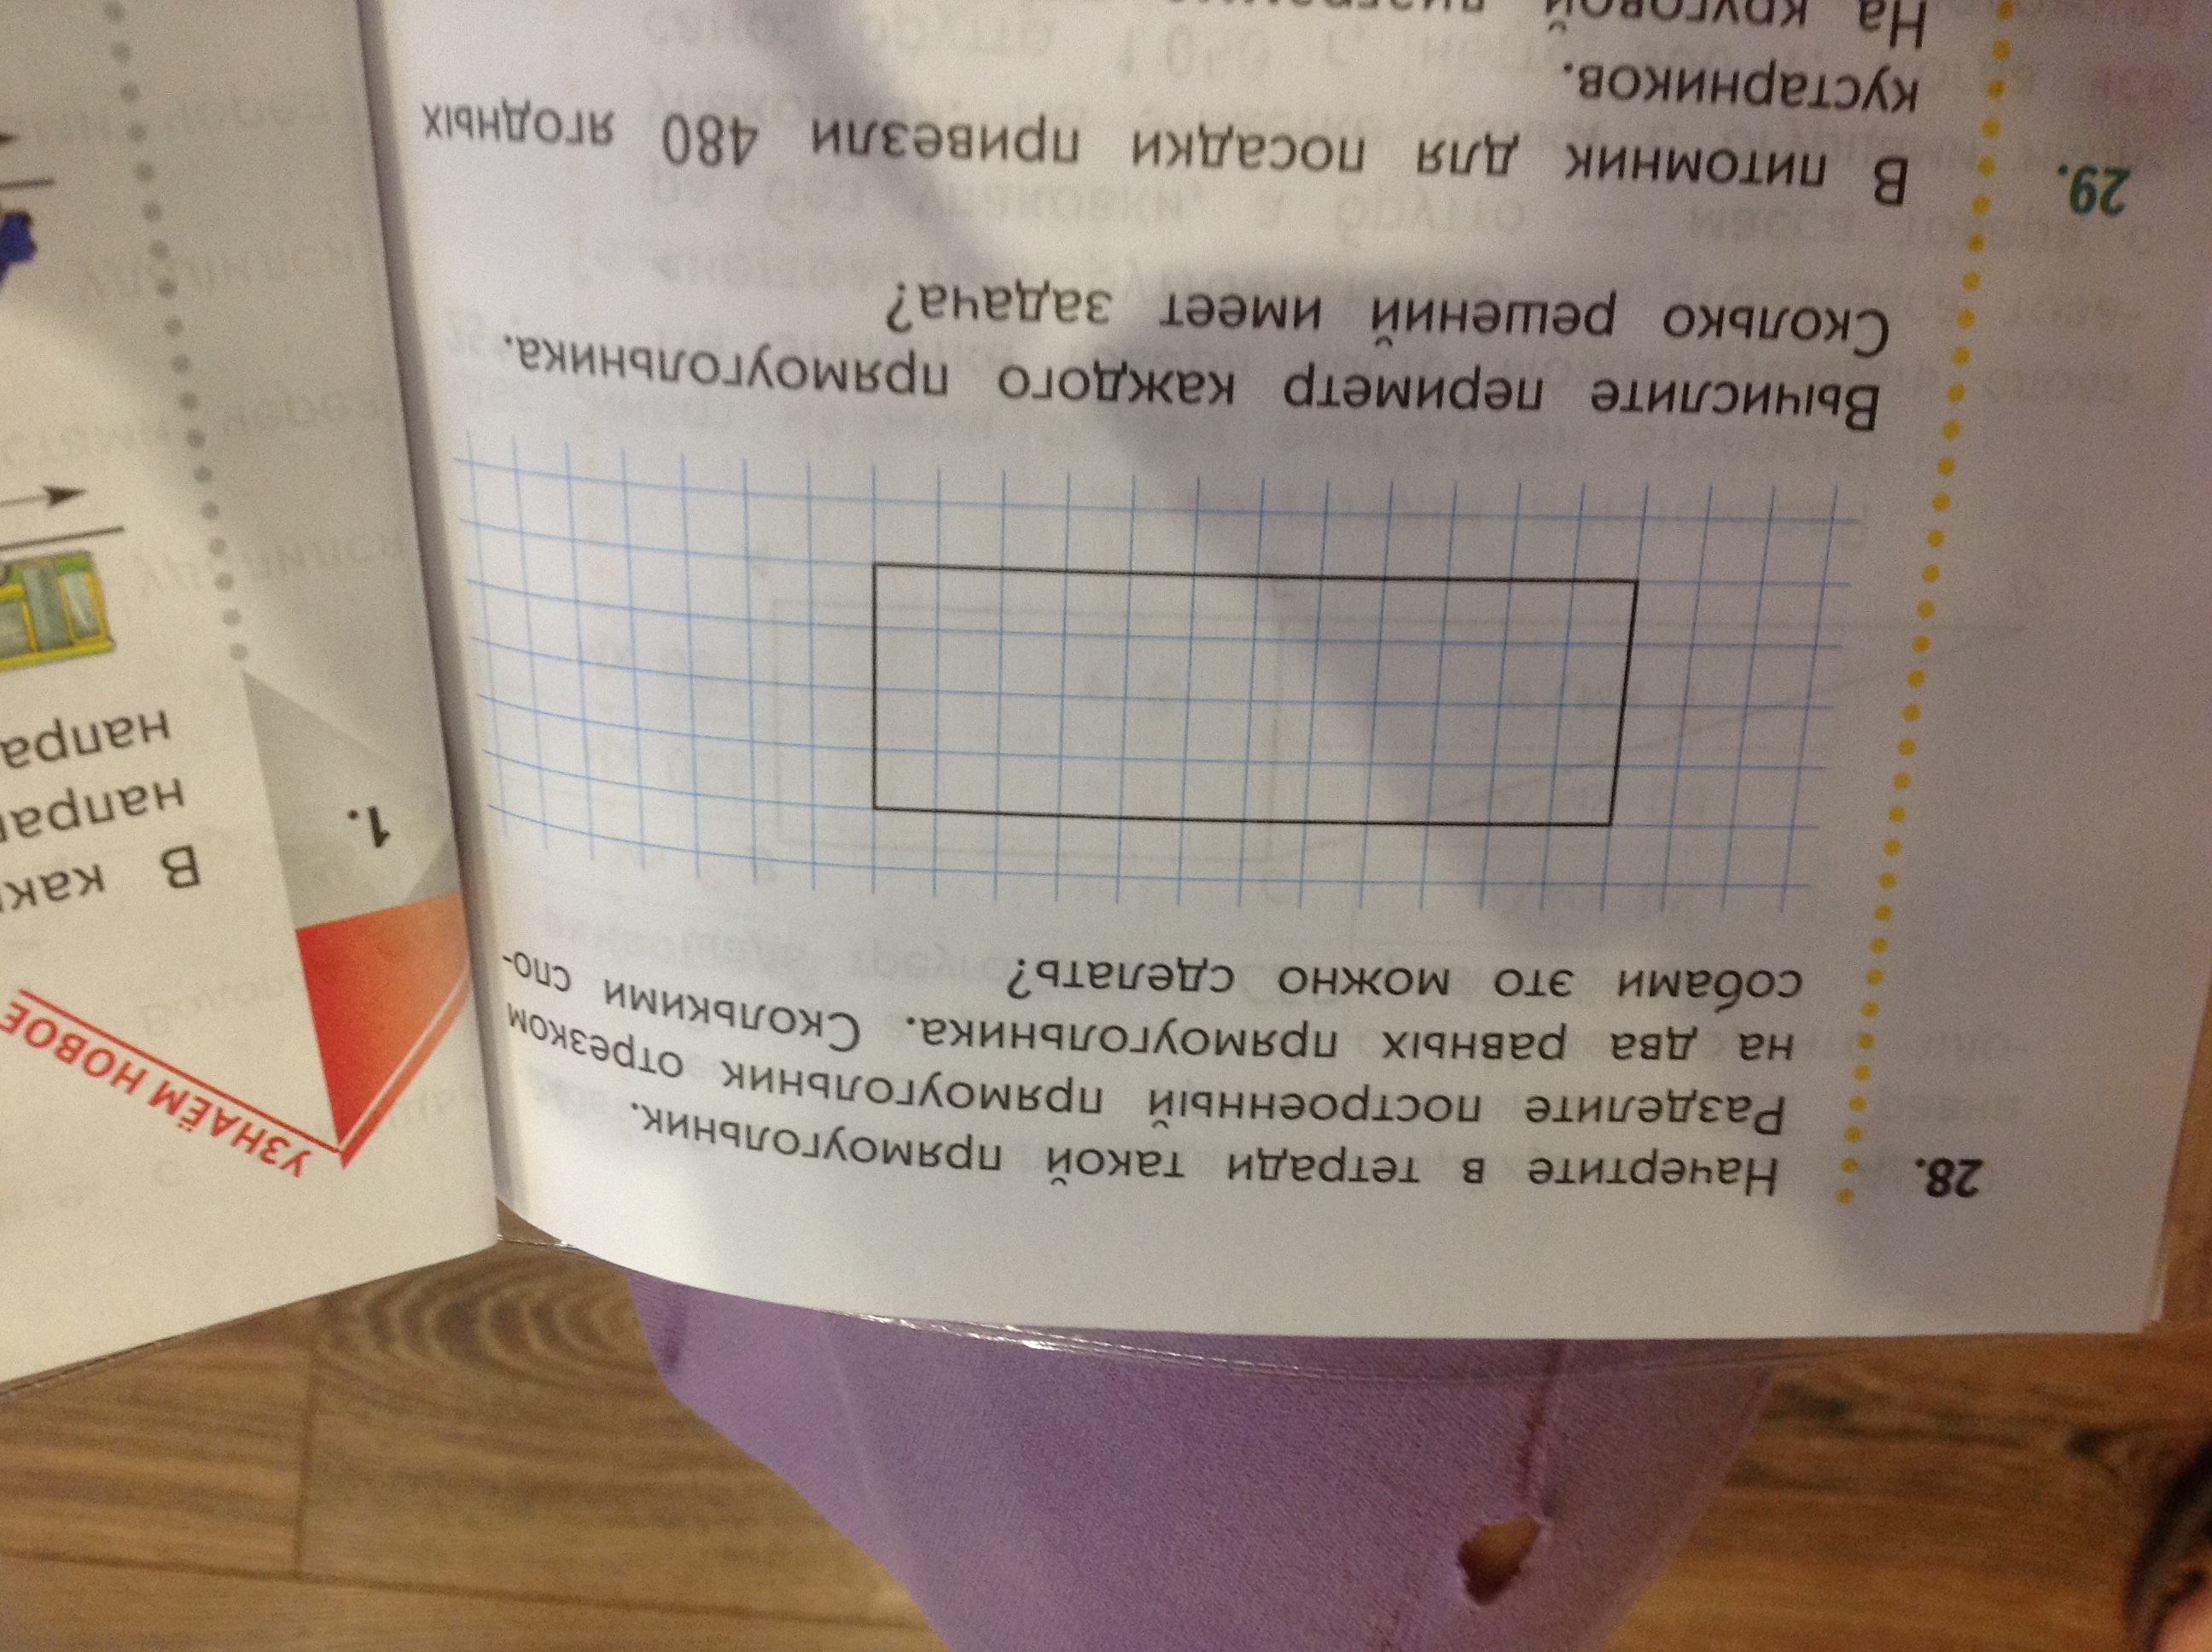 28. Начертите в тетради такой прямоугольник.
Разделите построенный прямоугольник отрезком
на два равных прямоугольника. Сколькими спо-
собами это можно сделать?
Вычислите периметр каждого прямоугольника.
Сколько решений имеет задача?
29. В питомник для посадки привезли 480 ягодных
кустарников.
На круговой
УЗНАЁМ НОВОЕ
1. В